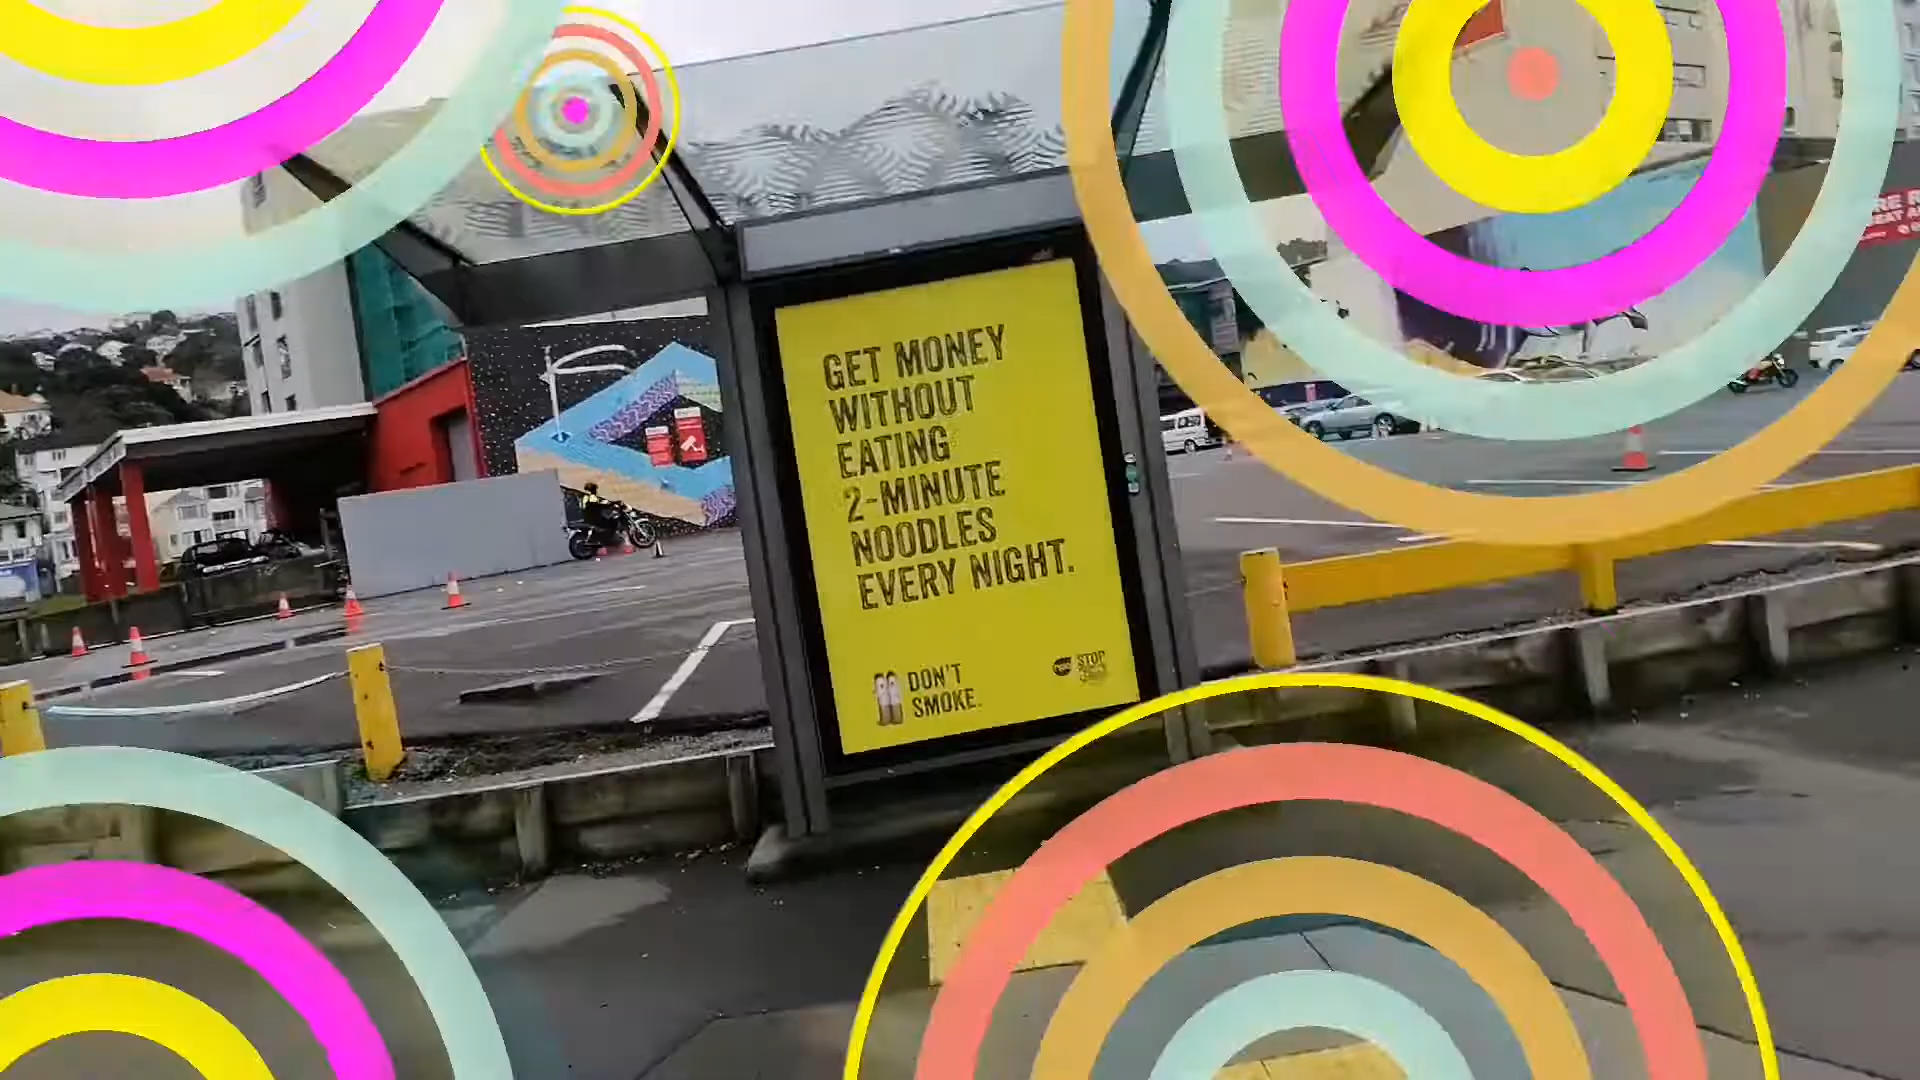 GET MONEY
WITHOUT
EATING
2-MINUTE
NOODLES
EVERY NIGHT.
DON'T
SMOKE.
STOP